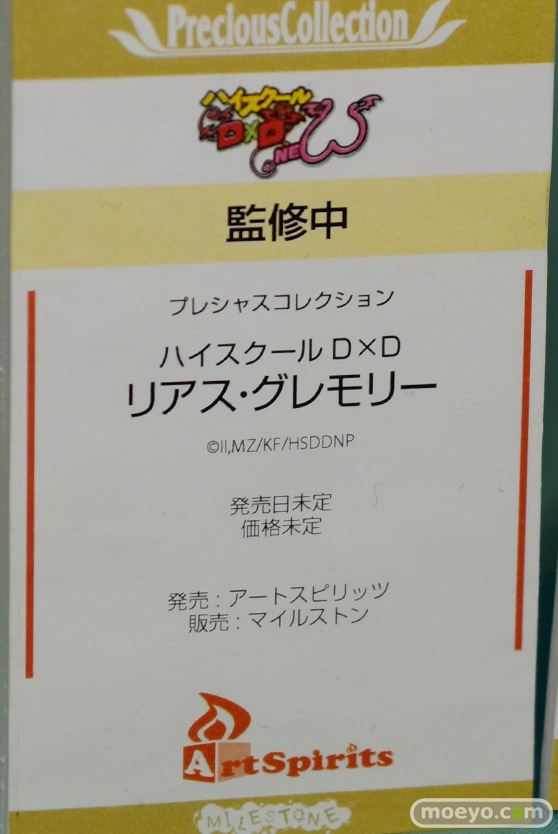 PreciousCollection
ハイスクール
D×D
NEW
監修中
プレシャスコレクション
ハイスクール D×D
リアス・グレモリー
©II,MZ/KF/HSDDNP
発売日未定
価格未定
発売 : アートスピリッツ
販売 : マイルストン
ArtSpirits
MILESTONE
moeyo.com